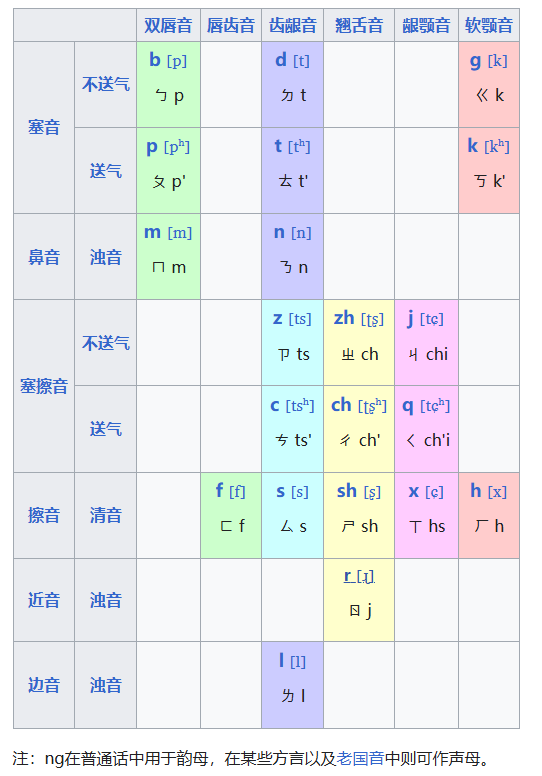 双唇音 唇齿音 齿龈音 翘舌音 龈颚音 软颚音
塞音 不送气 b [p] d [t] g [k]
ㄅ p ㄉ t ㄍ k
送气 p [pʰ] t [tʰ] k [kʰ]
ㄆ p' ㄊ t' ㄎ k'
鼻音 浊音 m [m] n [n]
ㄇ m ㄋ n
塞擦音 不送气 z [ts] zh [tʂ] j [tɕ]
ㄗ ts ㄓ ch ㄐ chi
送气 c [tsʰ] ch [tʂʰ] q [tɕʰ]
ㄘ ts' ㄔ ch' ㄑ ch'i
擦音 清音 f [f] s [s] sh [ʂ] x [ɕ] h [x]
ㄈ f ㄙ s ㄕ sh ㄒ hs ㄏ h
近音 浊音 r [ɻ]
ㄖ j
边音 浊音 l [l]
ㄌ l
注：ng在普通话中用于韵母，在某些方言以及老国音中则可作声母。